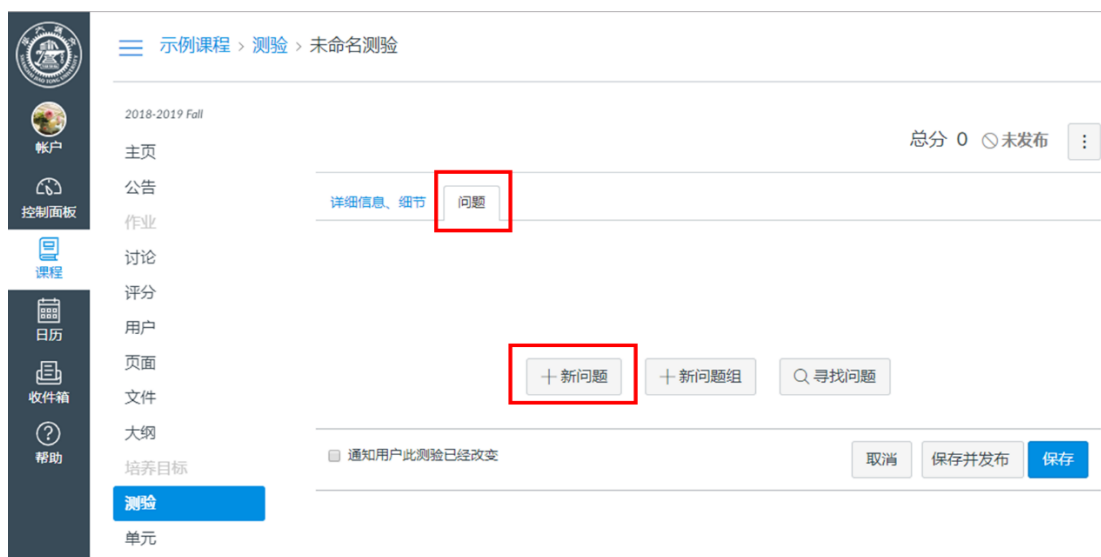 示例课程 › 测验 › 未命名测验
帐户
控制面板
课程
日历
收件箱
帮助
2018-2019 Fall
主页
公告
作业
讨论
评分
用户
页面
文件
大纲
培养目标
测验
单元
总分 0 未发布
详细信息、细节 问题
新问题 新问题组 寻找问题
通知用户此测验已经改变 取消 保存并发布 保存